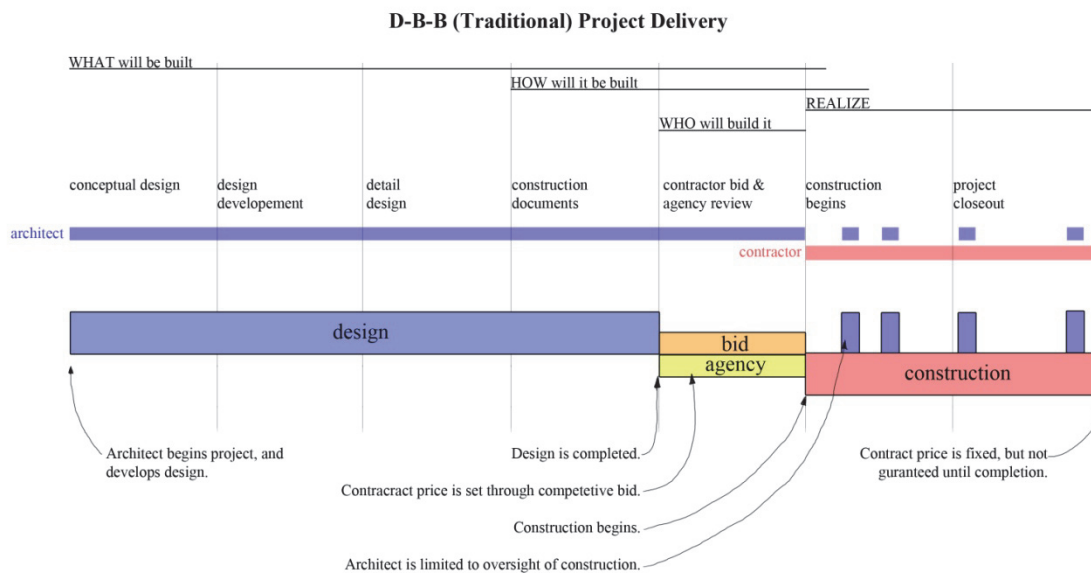 D-B-B (Traditional) Project Delivery
WHAT will be built
HOW will it be built
REALIZE
WHO will build it
conceptual design
design
developement
detail
design
construction
documents
contractor bid &
agency review
construction
begins
project
closeout
architect
contractor
design
bid
agency
construction
Architect begins project, and
develops design.
Design is completed.
Contract price is fixed, but not
guranteed until completion.
Contracract price is set through competetive bid.
Construction begins.
Architect is limited to oversight of construction.